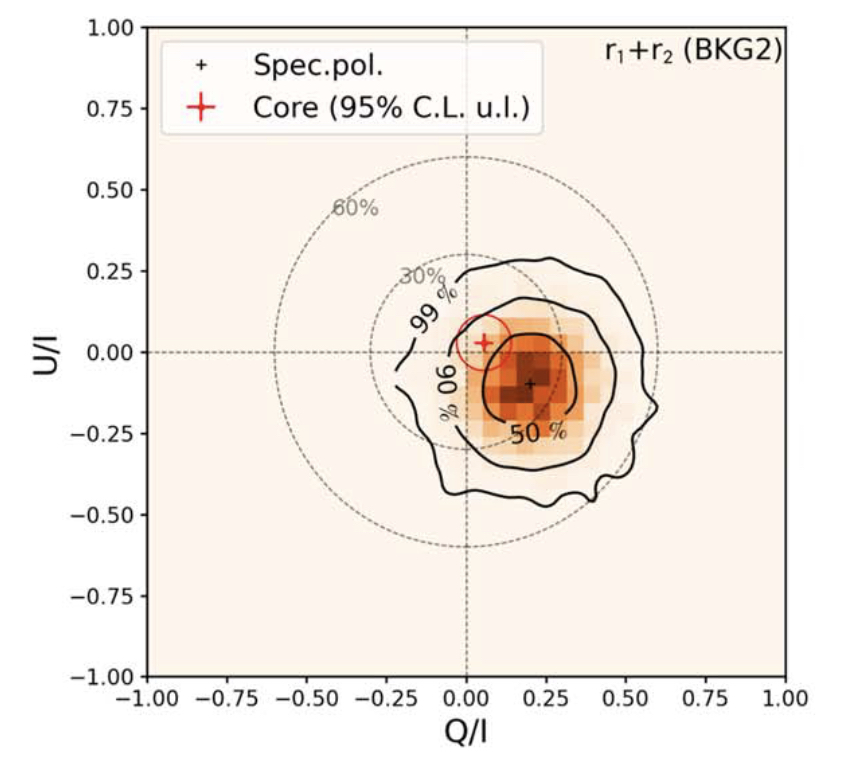 1.00
0.75
0.50
0.25
0.00
−0.25
−0.50
−0.75
−1.00
U/I
Spec.pol.
Core (95% C.L. u.l.)
r₁+r₂ (BKG2)
60%
30%
99 %
90 %
50 %
−1.00 −0.75 −0.50 −0.25 0.00 0.25 0.50 0.75 1.00
Q/I